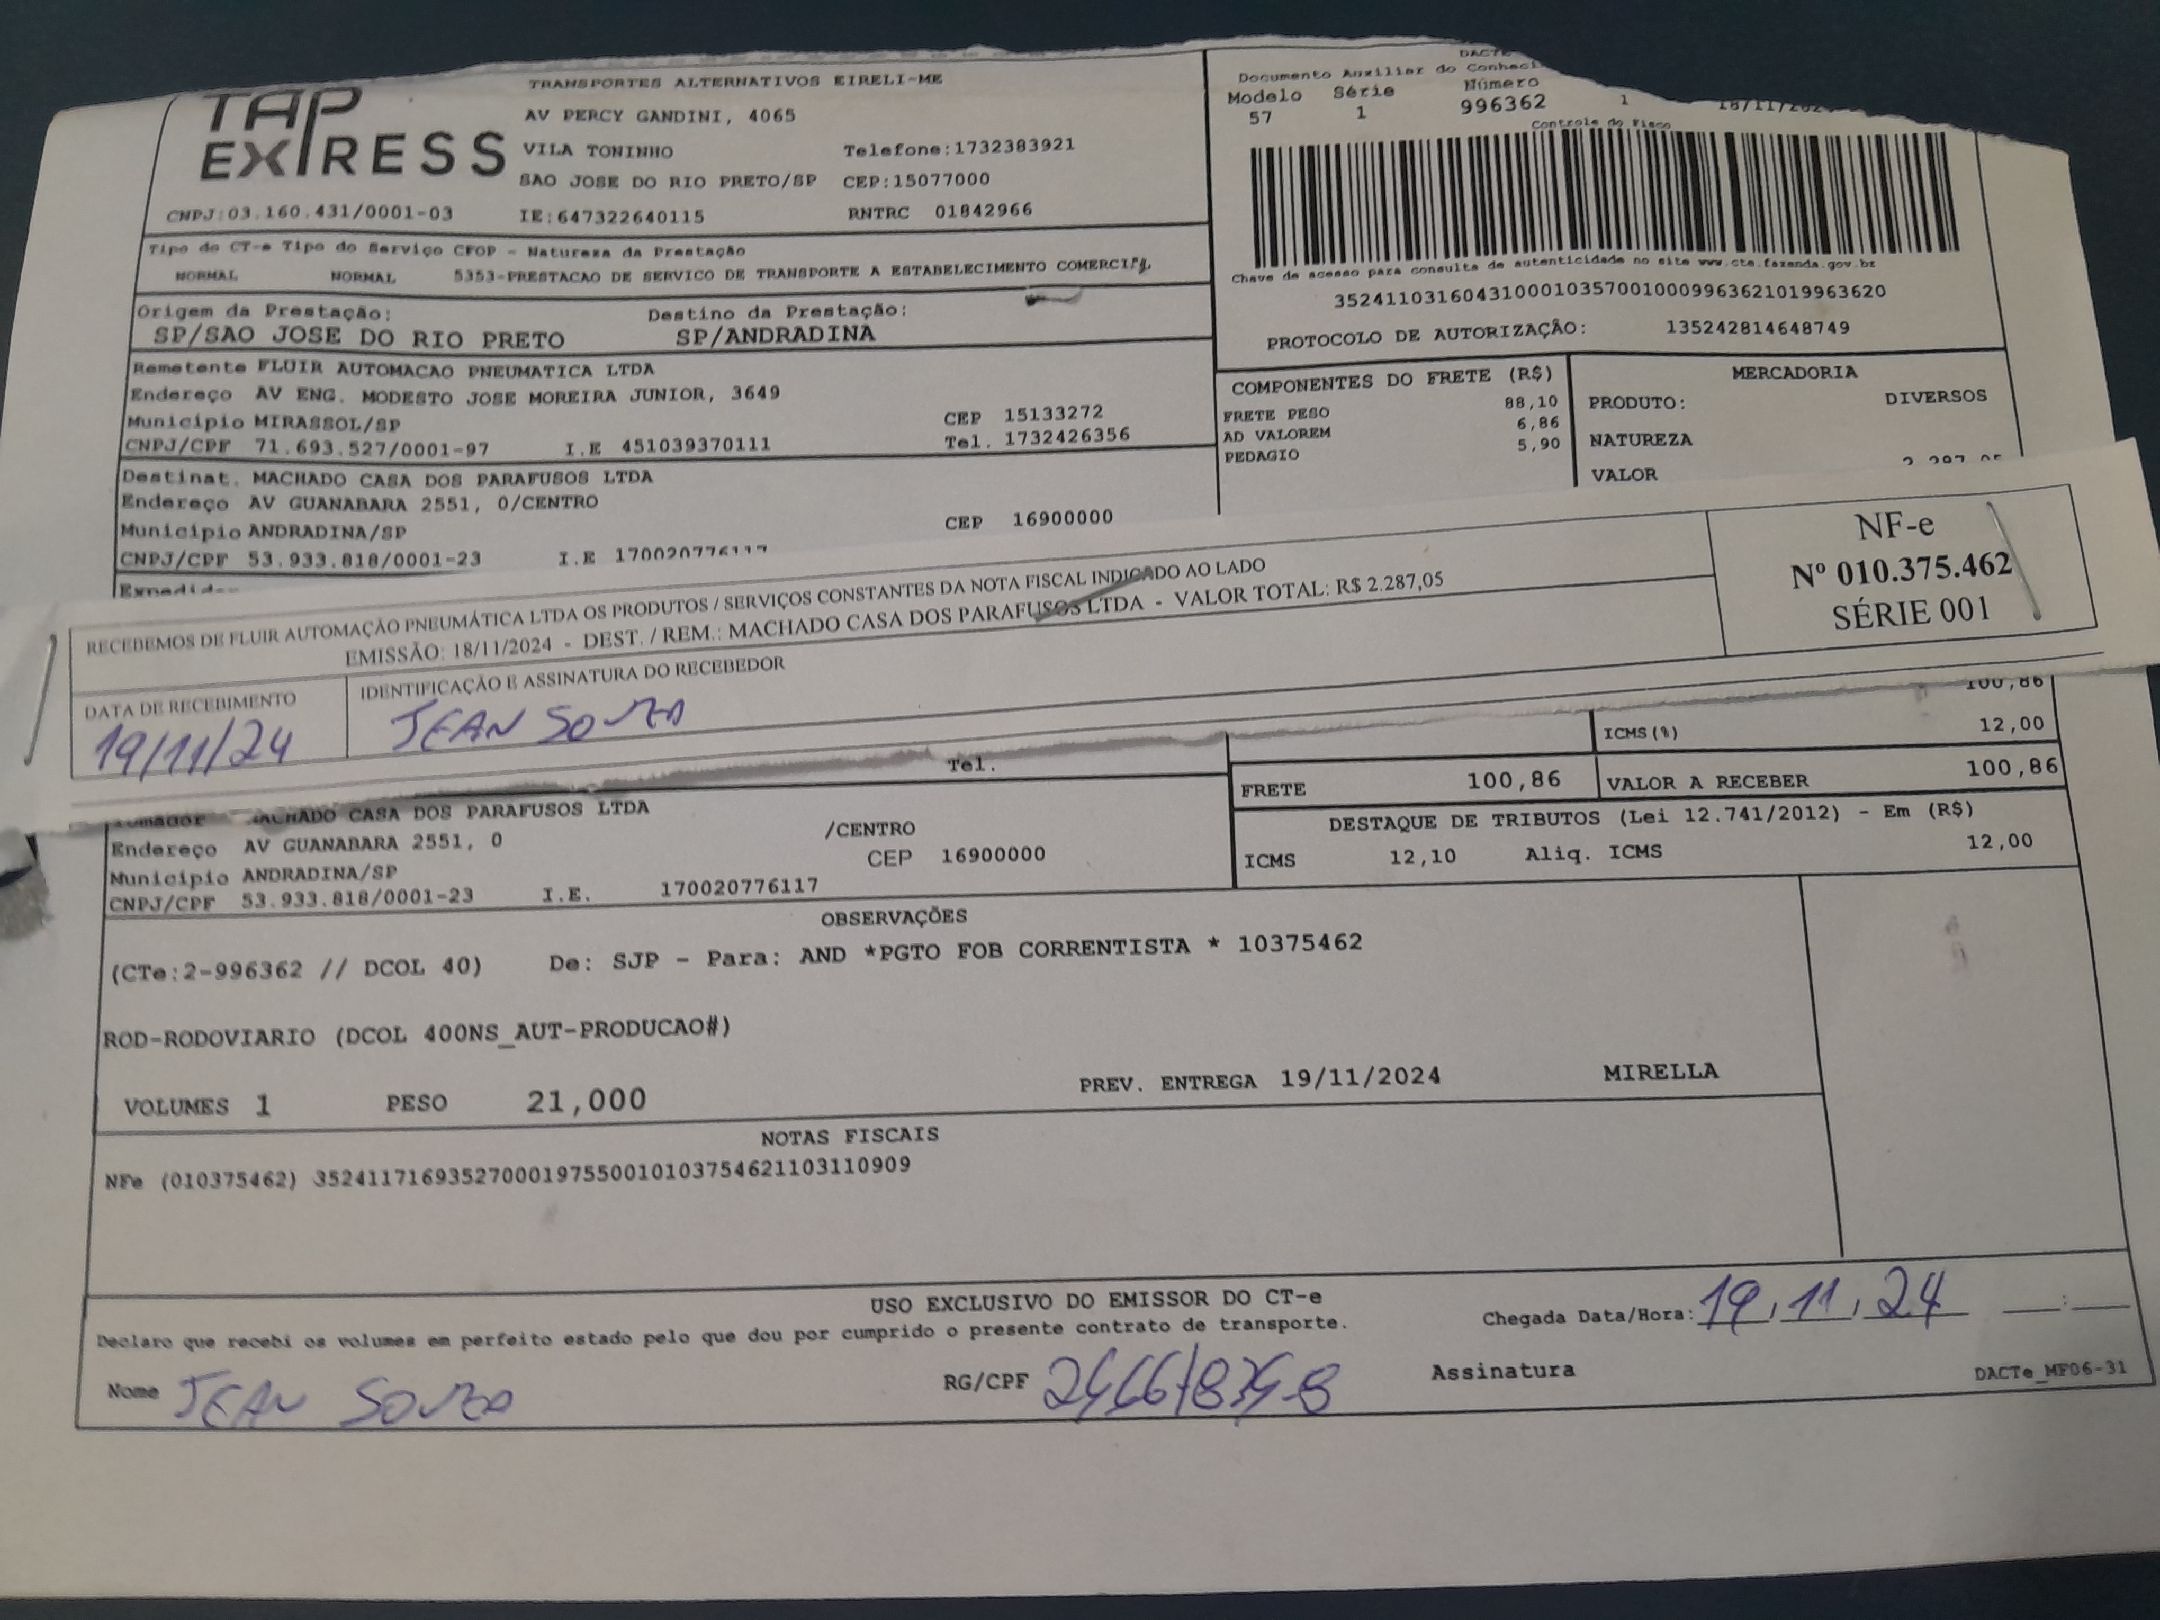 TAP EXPRESS
TRANSPORTES ALTERNATIVOS EIRELI-ME
AV PERCY GANDINI, 4065
VILA TONINHO Telefone:1732383921
SAO JOSE DO RIO PRETO/SP CEP:15077000
CNPJ:03.160.431/0001-03 IE:647322640115 RNTRC 01842966
DACTE
Documento Auxiliar do Conheci
Modelo Série Número
57 1 996362 1
Controle do Fisco
Chave de acesso para consulta de autenticidade no site www.cte.fazenda.gov.br
35241103160431000103570010009963621019963620
PROTOCOLO DE AUTORIZAÇÃO: 135242814648749
Tipo do CT-e Tipo do Serviço CFOP - Natureza da Prestação
NORMAL NORMAL 5353-PRESTACAO DE SERVICO DE TRANSPORTE A ESTABELECIMENTO
Origem da Prestação: Destino da Prestação:
SP/SAO JOSE DO RIO PRETO SP/ANDRADINA
Remetente FLUIR AUTOMACAO PNEUMATICA LTDA
Endereço AV ENG. MODESTO JOSE MOREIRA JUNIOR, 3649
Município MIRASSOL/SP CEP 15133272
CNPJ/CPF 71.693.527/0001-97 I.E 451039370111 Tel. 1732426356
COMPONENTES DO FRETE (R$)
FRETE PESO 88,10
AD VALOREM 6,86
PEDAGIO 5,90
MERCADORIA
PRODUTO: DIVERSOS
NATUREZA
VALOR
Destinat. MACHADO CASA DOS PARAFUSOS LTDA
Endereço AV GUANABARA 2551, 0/CENTRO
Município ANDRADINA/SP CEP 16900000
CNPJ/CPF 53.933.818/0001-23 I.E 170020776117
RECEBEMOS DE FLUIR AUTOMAÇÃO PNEUMÁTICA LTDA OS PRODUTOS / SERVIÇOS CONSTANTES DA NOTA FISCAL INDICADO AO LADO
EMISSÃO: 18/11/2024 - DEST. / REM.: MACHADO CASA DOS PARAFUSOS LTDA - VALOR TOTAL: R$ 2.287,05
NF-e
Nº 010.375.462
SÉRIE 001
DATA DE RECEBIMENTO IDENTIFICAÇÃO E ASSINATURA DO RECEBEDOR
19/11/24 JEAN SOUZA
Tel.
100,86
ICMS(%) 12,00
FRETE 100,86 VALOR A RECEBER 100,86
DESTAQUE DE TRIBUTOS (Lei 12.741/2012) - Em (R$)
ICMS 12,10 Aliq. ICMS 12,00
Tomador MACHADO CASA DOS PARAFUSOS LTDA
Endereço AV GUANABARA 2551, 0 /CENTRO
Município ANDRADINA/SP CEP 16900000
CNPJ/CPF 53.933.818/0001-23 I.E. 170020776117
OBSERVAÇÕES
(CTe:2-996362 // DCOL 40) De: SJP - Para: AND *PGTO FOB CORRENTISTA * 10375462
ROD-RODOVIARIO (DCOL 400NS_AUT-PRODUCAO#)
VOLUMES 1 PESO 21,000 PREV. ENTREGA 19/11/2024 MIRELLA
NOTAS FISCAIS
NFe (010375462) 35241171693527000197550010103754621103110909
USO EXCLUSIVO DO EMISSOR DO CT-e
Declaro que recebi os volumes em perfeito estado pelo que dou por cumprido o presente contrato de transporte.
Chegada Data/Hora: 19, 11, 24 __:__
Nome JEAN SOUZA RG/CPF Assinatura
DACTe_MF06-31